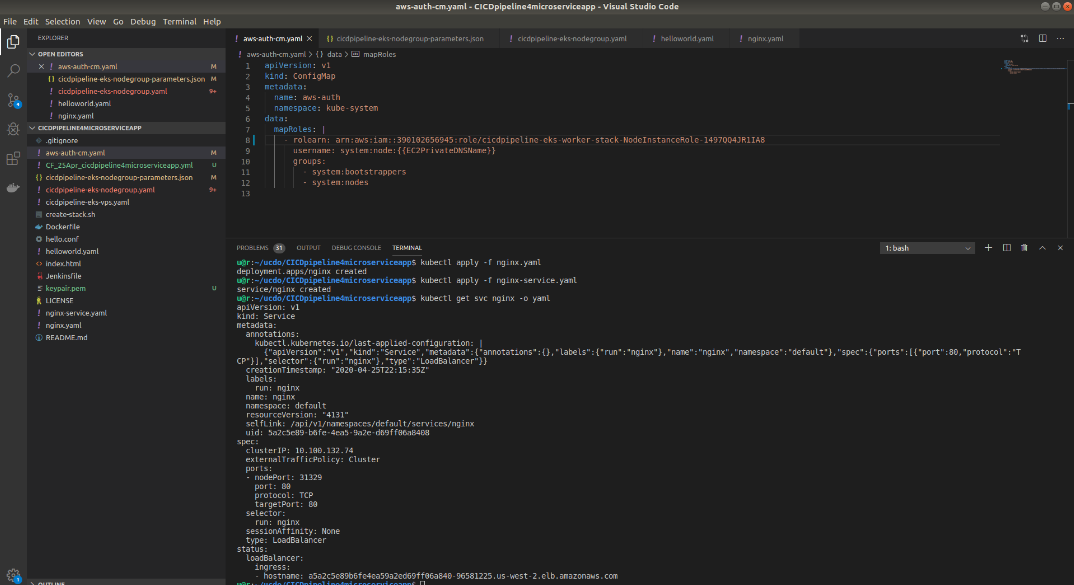 aws-auth-cm.yaml - CICDpipeline4microserviceapp - Visual Studio Code
File Edit Selection View Go Debug Terminal Help
EXPLORER
OPEN EDITORS
aws-auth-cm.yaml M
cicdpipeline-eks-nodegroup-parameters.json M
cicdpipeline-eks-nodegroup.yaml 9+
helloworld.yaml
nginx.yaml
CICDPIPELINE4MICROSERVICEAPP
.gitignore
aws-auth-cm.yaml M
CF_25Apr_cicdpipeline4microserviceapp.yml U
cicdpipeline-eks-nodegroup-parameters.json M
cicdpipeline-eks-nodegroup.yaml 9+
cicdpipeline-eks-vps.yaml
create-stack.sh
Dockerfile
hello.conf
helloworld.yaml
index.html
Jenkinsfile
keypair.pem U
LICENSE
nginx-service.yaml
nginx.yaml
README.md
OUTLINE
aws-auth-cm.yaml cicdpipeline-eks-nodegroup-parameters.json cicdpipeline-eks-nodegroup.yaml helloworld.yaml nginx.yaml
aws-auth-cm.yaml > {} data > mapRoles
1 apiVersion: v1
2 kind: ConfigMap
3 metadata:
4 name: aws-auth
5 namespace: kube-system
6 data:
7 mapRoles: |
8 - rolearn: arn:aws:iam::390102656945:role/cicdpipeline-eks-worker-stack-NodeInstanceRole-1497QQ4JR1IA8
9 username: system:node:{{EC2PrivateDNSName}}
10 groups:
11 - system:bootstrappers
12 - system:nodes
13
PROBLEMS 31 OUTPUT DEBUG CONSOLE TERMINAL 1: bash
u@r:~/ucdo/CICDpipeline4microserviceapp$ kubectl apply -f nginx.yaml
deployment.apps/nginx created
u@r:~/ucdo/CICDpipeline4microserviceapp$ kubectl apply -f nginx-service.yaml
service/nginx created
u@r:~/ucdo/CICDpipeline4microserviceapp$ kubectl get svc nginx -o yaml
apiVersion: v1
kind: Service
metadata:
annotations:
kubectl.kubernetes.io/last-applied-configuration: |
{"apiVersion":"v1","kind":"Service","metadata":{"annotations":{},"labels":{"run":"nginx"},"name":"nginx","namespace":"default"},"spec":{"ports":[{"port":80,"protocol":"T
CP"}],"selector":{"run":"nginx"},"type":"LoadBalancer"}}
creationTimestamp: "2020-04-25T22:15:35Z"
labels:
run: nginx
name: nginx
namespace: default
resourceVersion: "4131"
selfLink: /api/v1/namespaces/default/services/nginx
uid: 5a2c5e89-b6fe-4ea5-9a2e-d69ff06a8408
spec:
clusterIP: 10.100.132.74
externalTrafficPolicy: Cluster
ports:
- nodePort: 31329
port: 80
protocol: TCP
targetPort: 80
selector:
run: nginx
sessionAffinity: None
type: LoadBalancer
status:
loadBalancer:
ingress:
- hostname: a5a2c5e89b6fe4ea59a2ed69ff06a840-96581225.us-west-2.elb.amazonaws.com
u@r:~/ucdo/CICDpipeline4microserviceapp$